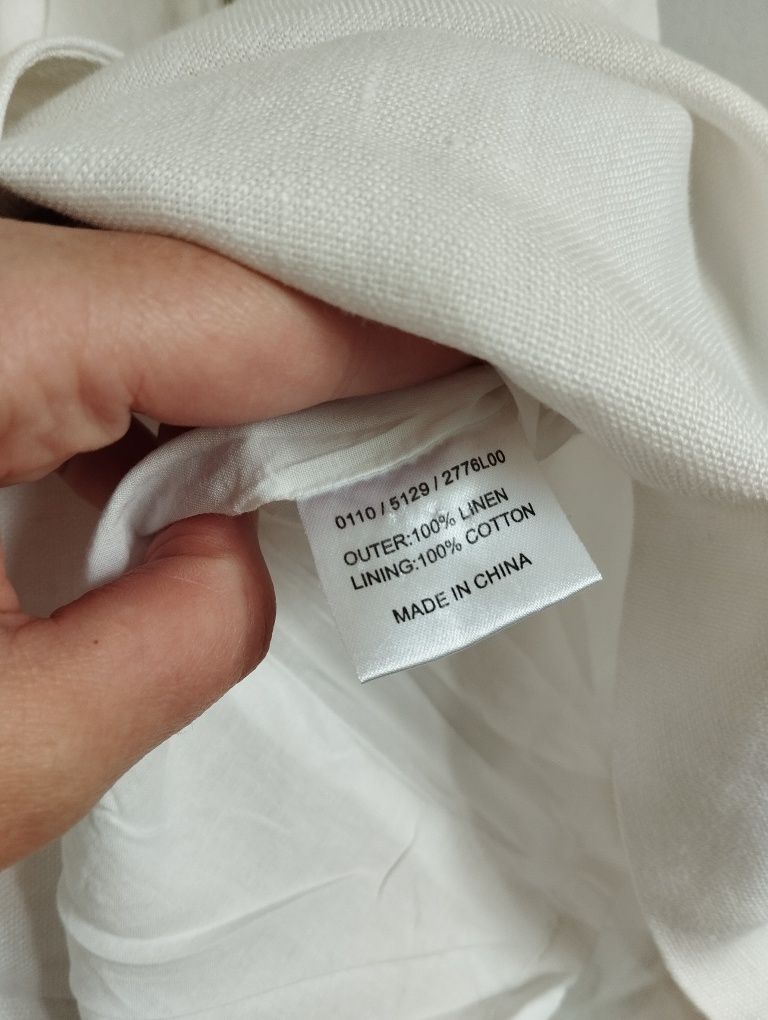 0110 / 5129 / 2776L00
OUTER:100% LINEN
LINING:100% COTTON
MADE IN CHINA